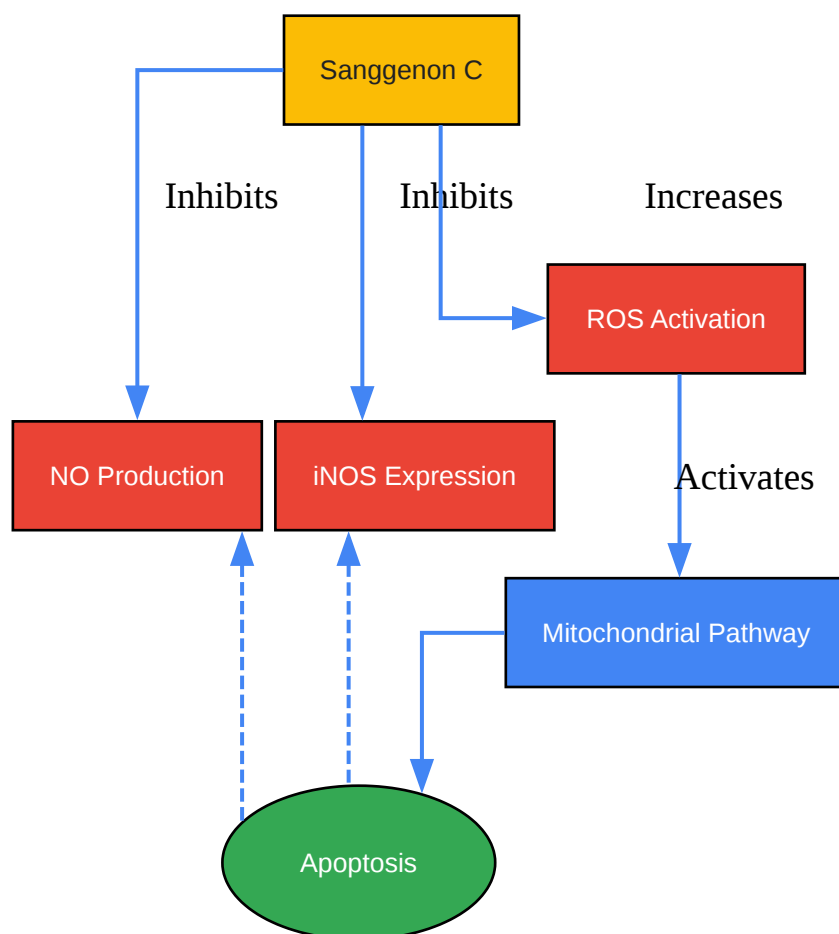 Sanggenon C
Inhibits
Inhibits
Increases
ROS Activation
NO Production
iNOS Expression
Activates
Mitochondrial Pathway
Apoptosis